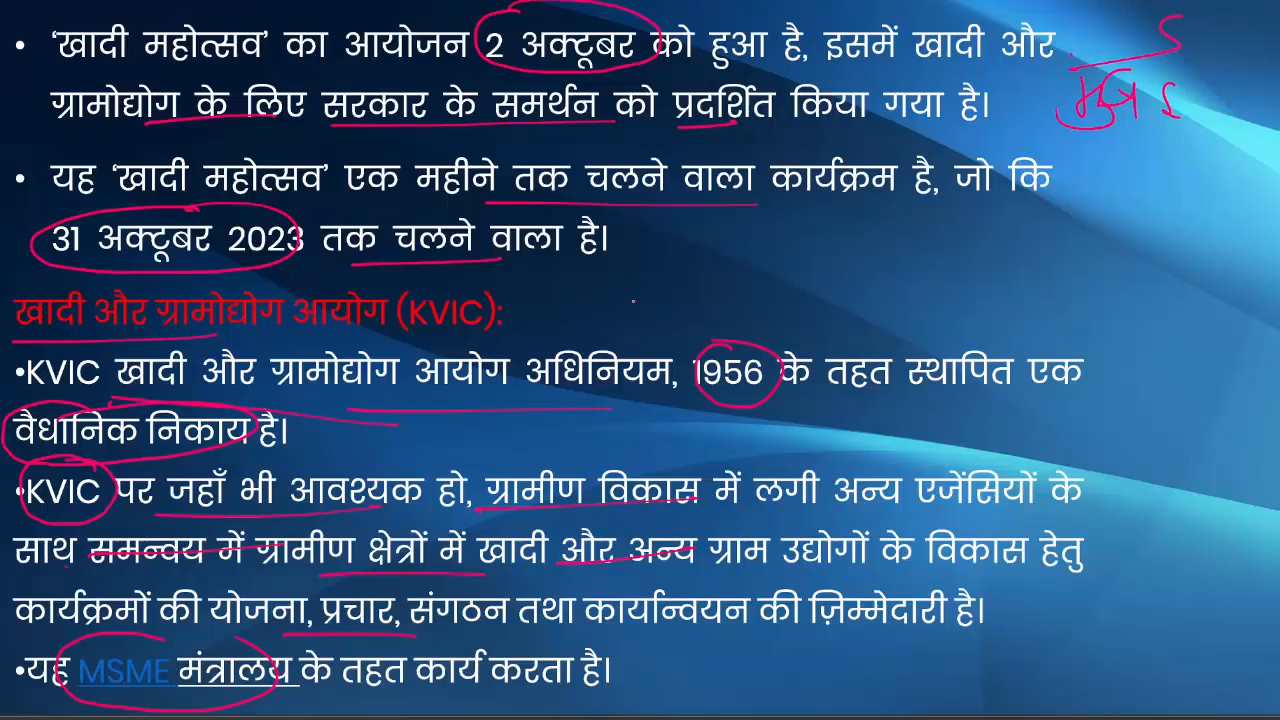 • ‘खादी महोत्सव’ का आयोजन 2 अक्टूबर को हुआ है, इसमें खादी और
ग्रामोद्योग के लिए सरकार के समर्थन को प्रदर्शित किया गया है।
• यह ‘खादी महोत्सव’ एक महीने तक चलने वाला कार्यक्रम है, जो कि
31 अक्टूबर 2023 तक चलने वाला है।
खादी और ग्रामोद्योग आयोग (KVIC):
•KVIC खादी और ग्रामोद्योग आयोग अधिनियम, 1956 के तहत स्थापित एक
वैधानिक निकाय है।
•KVIC पर जहाँ भी आवश्यक हो, ग्रामीण विकास में लगी अन्य एजेंसियों के
साथ समन्वय में ग्रामीण क्षेत्रों में खादी और अन्य ग्राम उद्योगों के विकास हेतु
कार्यक्रमों की योजना, प्रचार, संगठन तथा कार्यान्वयन की ज़िम्मेदारी है।
•यह MSME मंत्रालय के तहत कार्य करता है।